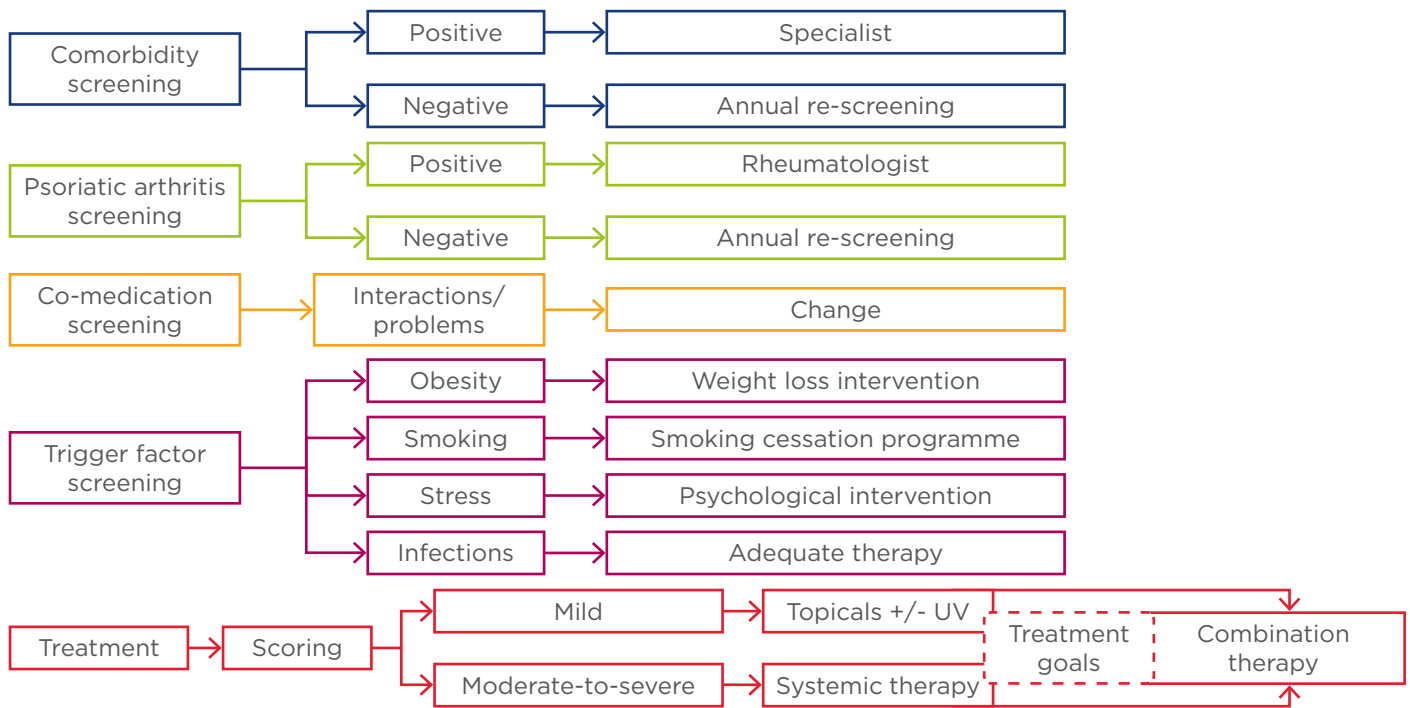 Comorbidity
screening
Positive
Specialist
Negative
Annual re-screening
Psoriatic arthritis
screening
Positive
Rheumatologist
Negative
Annual re-screening
Co-medication
screening
Interactions/
problems
Change
Trigger factor
screening
Obesity
Weight loss intervention
Smoking
Smoking cessation programme
Stress
Psychological intervention
Infections
Adequate therapy
Treatment
Scoring
Mild
Topicals +/- UV
Moderate-to-severe
Systemic therapy
Treatment
goals
Combination
therapy